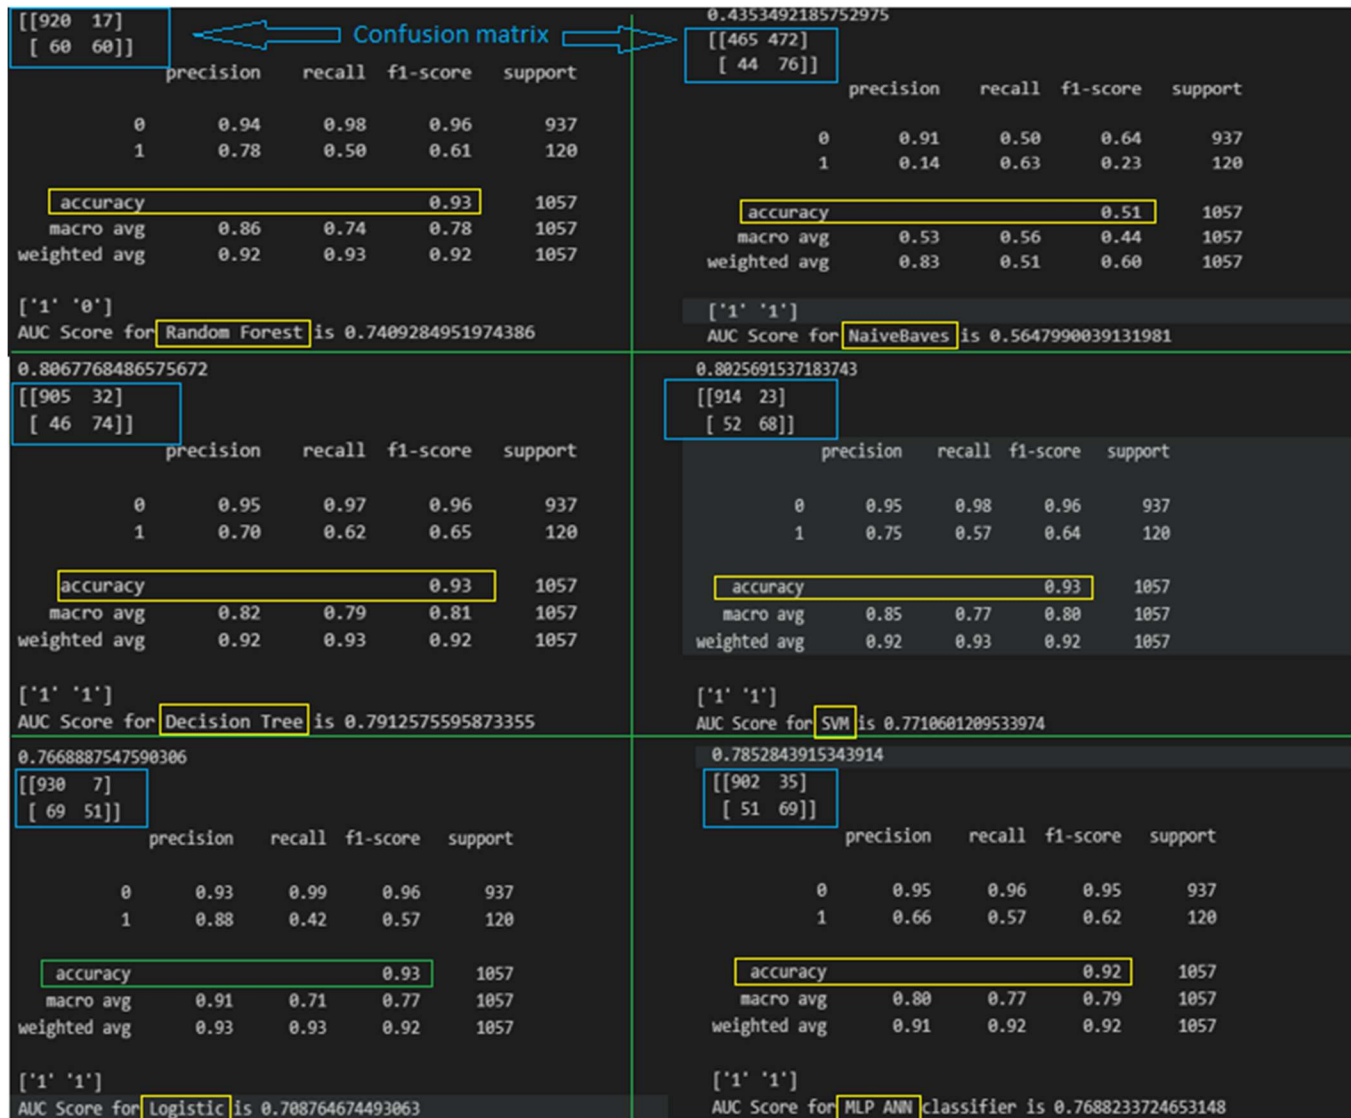 [[920 17]
[ 60 60]]
Confusion matrix
precision recall f1-score support
0 0.94 0.98 0.96 937
1 0.78 0.50 0.61 120
accuracy 0.93 1057
macro avg 0.86 0.74 0.78 1057
weighted avg 0.92 0.93 0.92 1057
['1' '0']
AUC Score for Random Forest is 0.7409284951974386
0.4353492185752975
[[465 472]
[ 44 76]]
precision recall f1-score support
0 0.91 0.50 0.64 937
1 0.14 0.63 0.23 120
accuracy 0.51 1057
macro avg 0.53 0.56 0.44 1057
weighted avg 0.83 0.51 0.60 1057
['1' '1']
AUC Score for NaiveBaves is 0.5647990039131981
0.8067768486575672
[[905 32]
[ 46 74]]
precision recall f1-score support
0 0.95 0.97 0.96 937
1 0.70 0.62 0.65 120
accuracy 0.93 1057
macro avg 0.82 0.79 0.81 1057
weighted avg 0.92 0.93 0.92 1057
['1' '1']
AUC Score for Decision Tree is 0.7912575595873355
0.8025691537183743
[[914 23]
[ 52 68]]
precision recall f1-score support
0 0.95 0.98 0.96 937
1 0.75 0.57 0.64 120
accuracy 0.93 1057
macro avg 0.85 0.77 0.80 1057
weighted avg 0.92 0.93 0.92 1057
['1' '1']
AUC Score for SVM is 0.7710601209533974
0.7668887547590306
[[930 7]
[ 69 51]]
precision recall f1-score support
0 0.93 0.99 0.96 937
1 0.88 0.42 0.57 120
accuracy 0.93 1057
macro avg 0.91 0.71 0.77 1057
weighted avg 0.93 0.93 0.92 1057
['1' '1']
AUC Score for Logistic is 0.708764674493063
0.7852843915343914
[[902 35]
[ 51 69]]
precision recall f1-score support
0 0.95 0.96 0.95 937
1 0.66 0.57 0.62 120
accuracy 0.92 1057
macro avg 0.80 0.77 0.79 1057
weighted avg 0.91 0.92 0.92 1057
['1' '1']
AUC Score for MLP ANN classifier is 0.7688233724653148